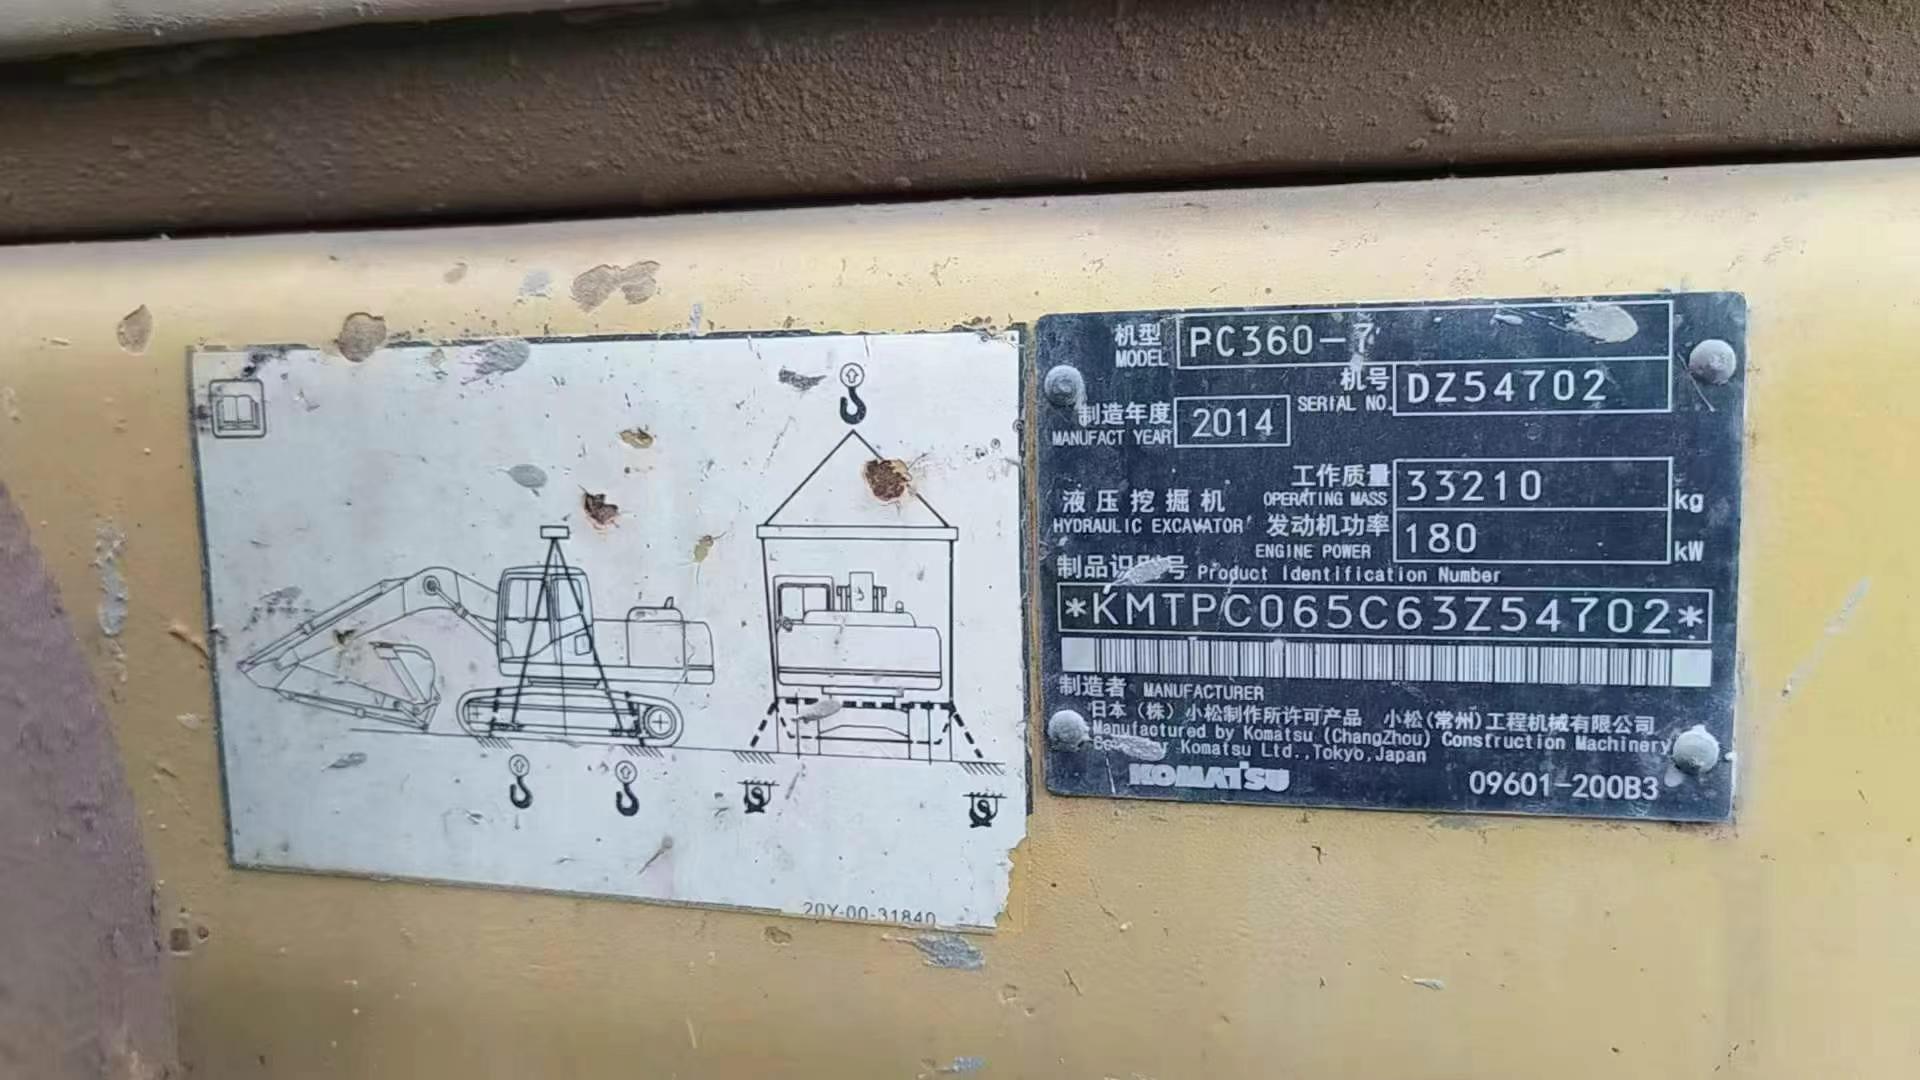 20Y-00-31840
机型 MODEL PC360-7
机号 SERIAL NO. DZ54702
制造年度 MANUFACT YEAR 2014
工作质量 OPERATING MASS 33210 kg
液压挖掘机 HYDRAULIC EXCAVATOR
发动机功率 ENGINE POWER 180 kW
制品识别号 Product Identification Number
*KMTPC065C63Z54702*
制造者 MANUFACTURER
日本(株)小松制作所许可产品 小松(常州)工程机械有限公司
Manufactured by Komatsu (ChangZhou) Construction Machinery
Komatsu Ltd.,Tokyo,Japan
KOMATSU 09601-200B3